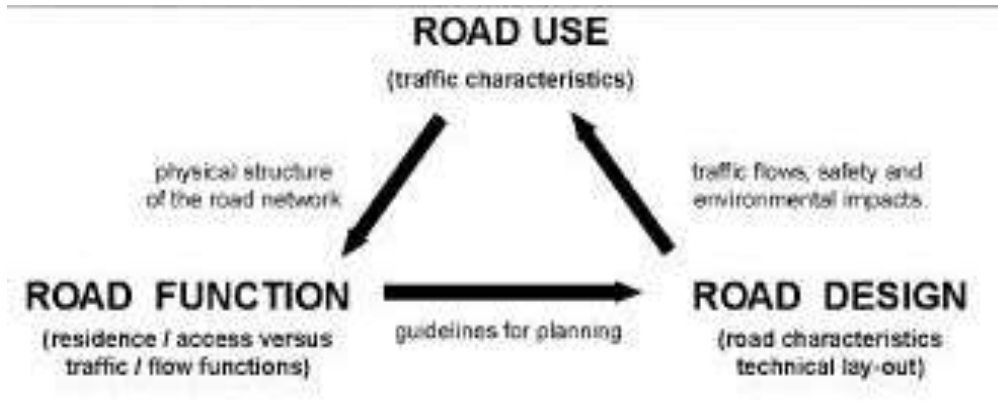 ROAD USE
(traffic characteristics)
physical structure
of the road network
traffic flows, safety and
environmental impacts
ROAD FUNCTION
(residence / access versus
traffic / flow functions)
guidelines for planning
ROAD DESIGN
(road characteristics
technical lay-out)